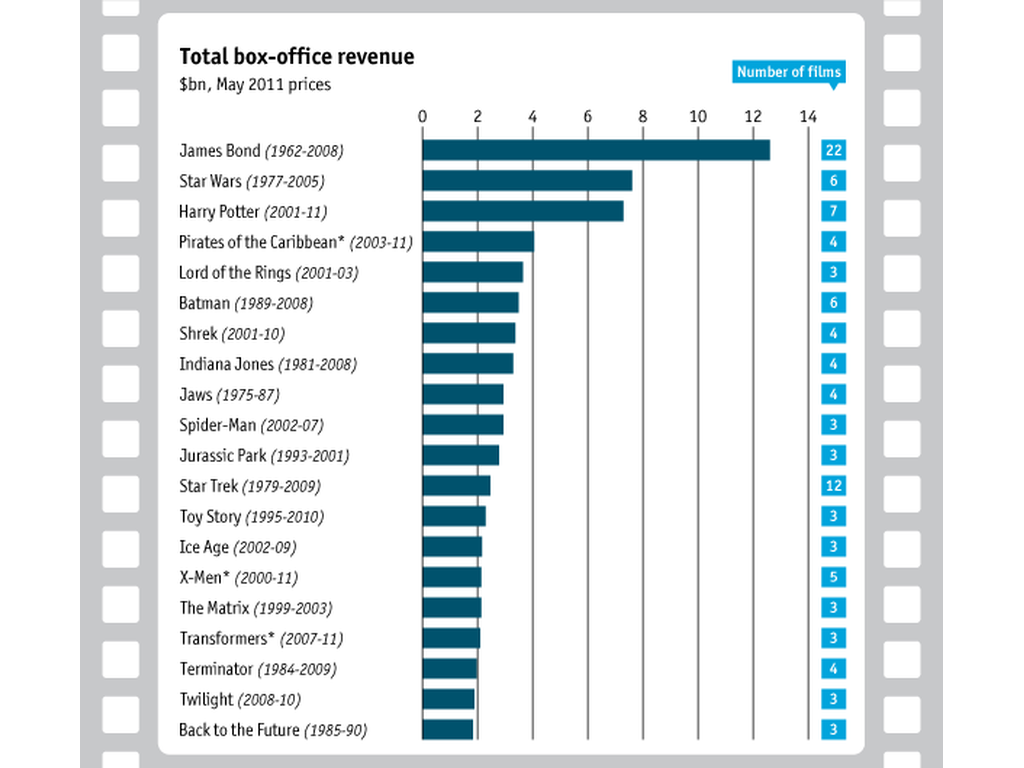 Total box-office revenue
$bn, May 2011 prices
Number of films
0 2 4 6 8 10 12 14
James Bond (1962-2008) 22
Star Wars (1977-2005) 6
Harry Potter (2001-11) 7
Pirates of the Caribbean* (2003-11) 4
Lord of the Rings (2001-03) 3
Batman (1989-2008) 6
Shrek (2001-10) 4
Indiana Jones (1981-2008) 4
Jaws (1975-87) 4
Spider-Man (2002-07) 3
Jurassic Park (1993-2001) 3
Star Trek (1979-2009) 12
Toy Story (1995-2010) 3
Ice Age (2002-09) 3
X-Men* (2000-11) 5
The Matrix (1999-2003) 3
Transformers* (2007-11) 3
Terminator (1984-2009) 4
Twilight (2008-10) 3
Back to the Future (1985-90) 3